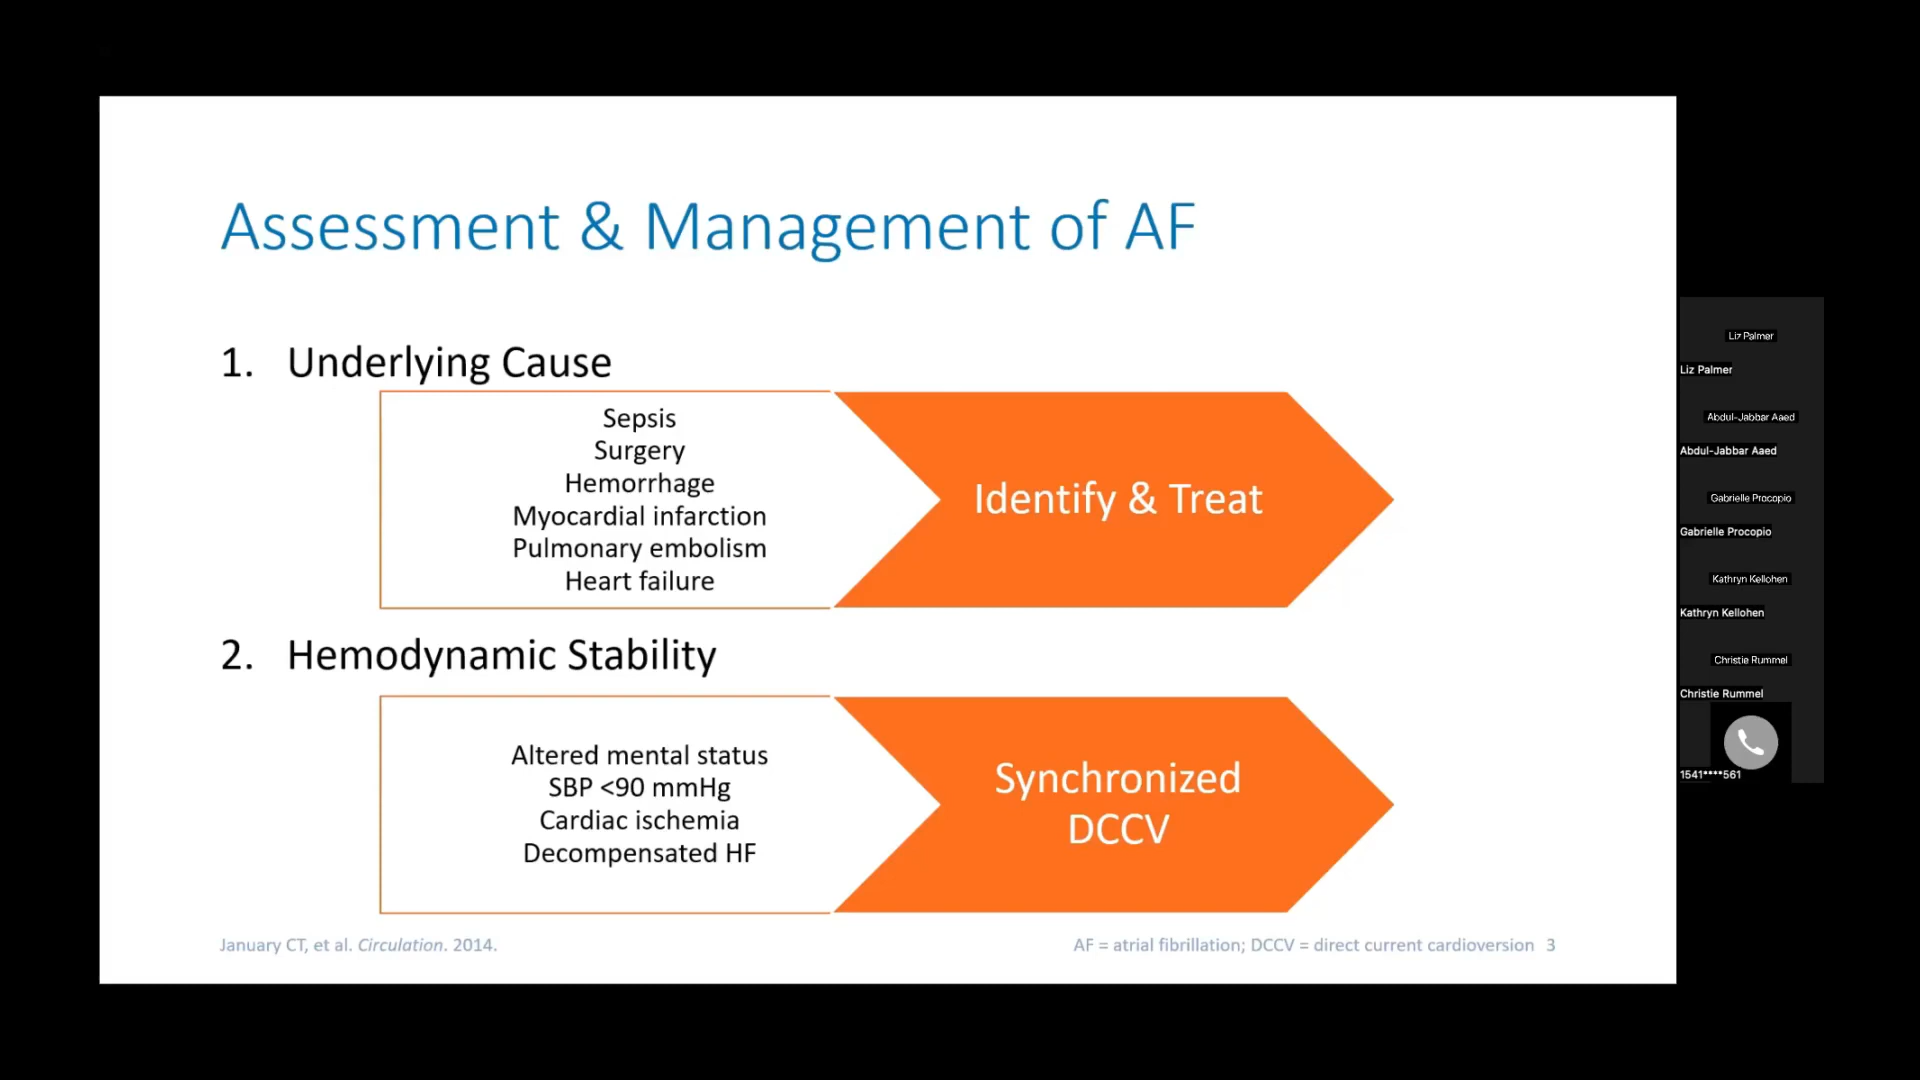 Assessment & Management of AF
1. Underlying Cause
Sepsis
Surgery
Hemorrhage
Myocardial infarction
Pulmonary embolism
Heart failure
Identify & Treat
2. Hemodynamic Stability
Altered mental status
SBP <90 mmHg
Cardiac ischemia
Decompensated HF
Synchronized
DCCV
January CT, et al. Circulation. 2014.
AF = atrial fibrillation; DCCV = direct current cardioversion 3
Liz Palmer
Liz Palmer
Abdul-Jabbar Aaed
Abdul-Jabbar Aaed
Gabrielle Procopio
Gabrielle Procopio
Kathryn Kellohen
Kathryn Kellohen
Christie Rummel
Christie Rummel
1541****561